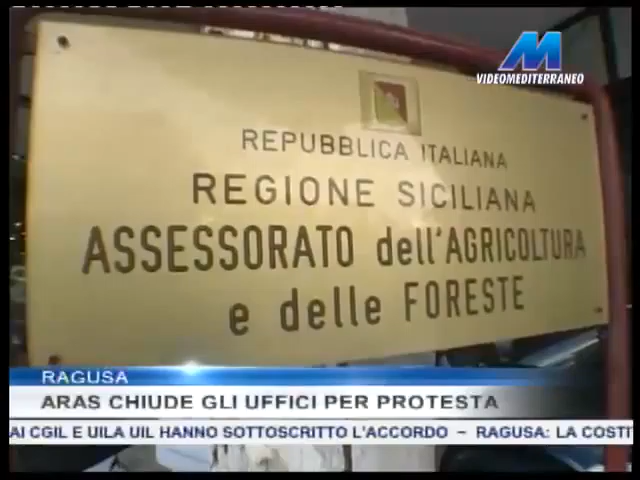 VIDEOMEDITERRANEO
REPUBBLICA ITALIANA
REGIONE SICILIANA
ASSESSORATO dell'AGRICOLTURA
e delle FORESTE
RAGUSA
ARAS CHIUDE GLI UFFICI PER PROTESTA
AI CGIL E UILA UIL HANNO SOTTOSCRITTO L'ACCORDO – RAGUSA: LA COSTI